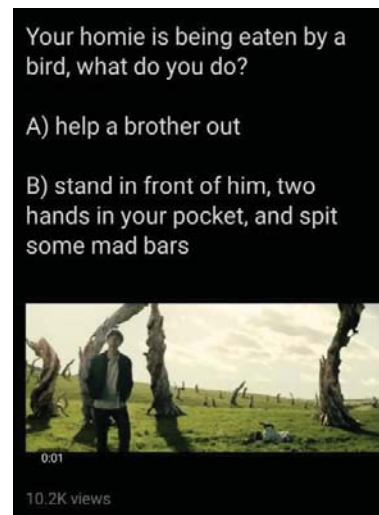 Your homie is being eaten by a
bird, what do you do?
A) help a brother out
B) stand in front of him, two
hands in your pocket, and spit
some mad bars
0:01
10.2K views